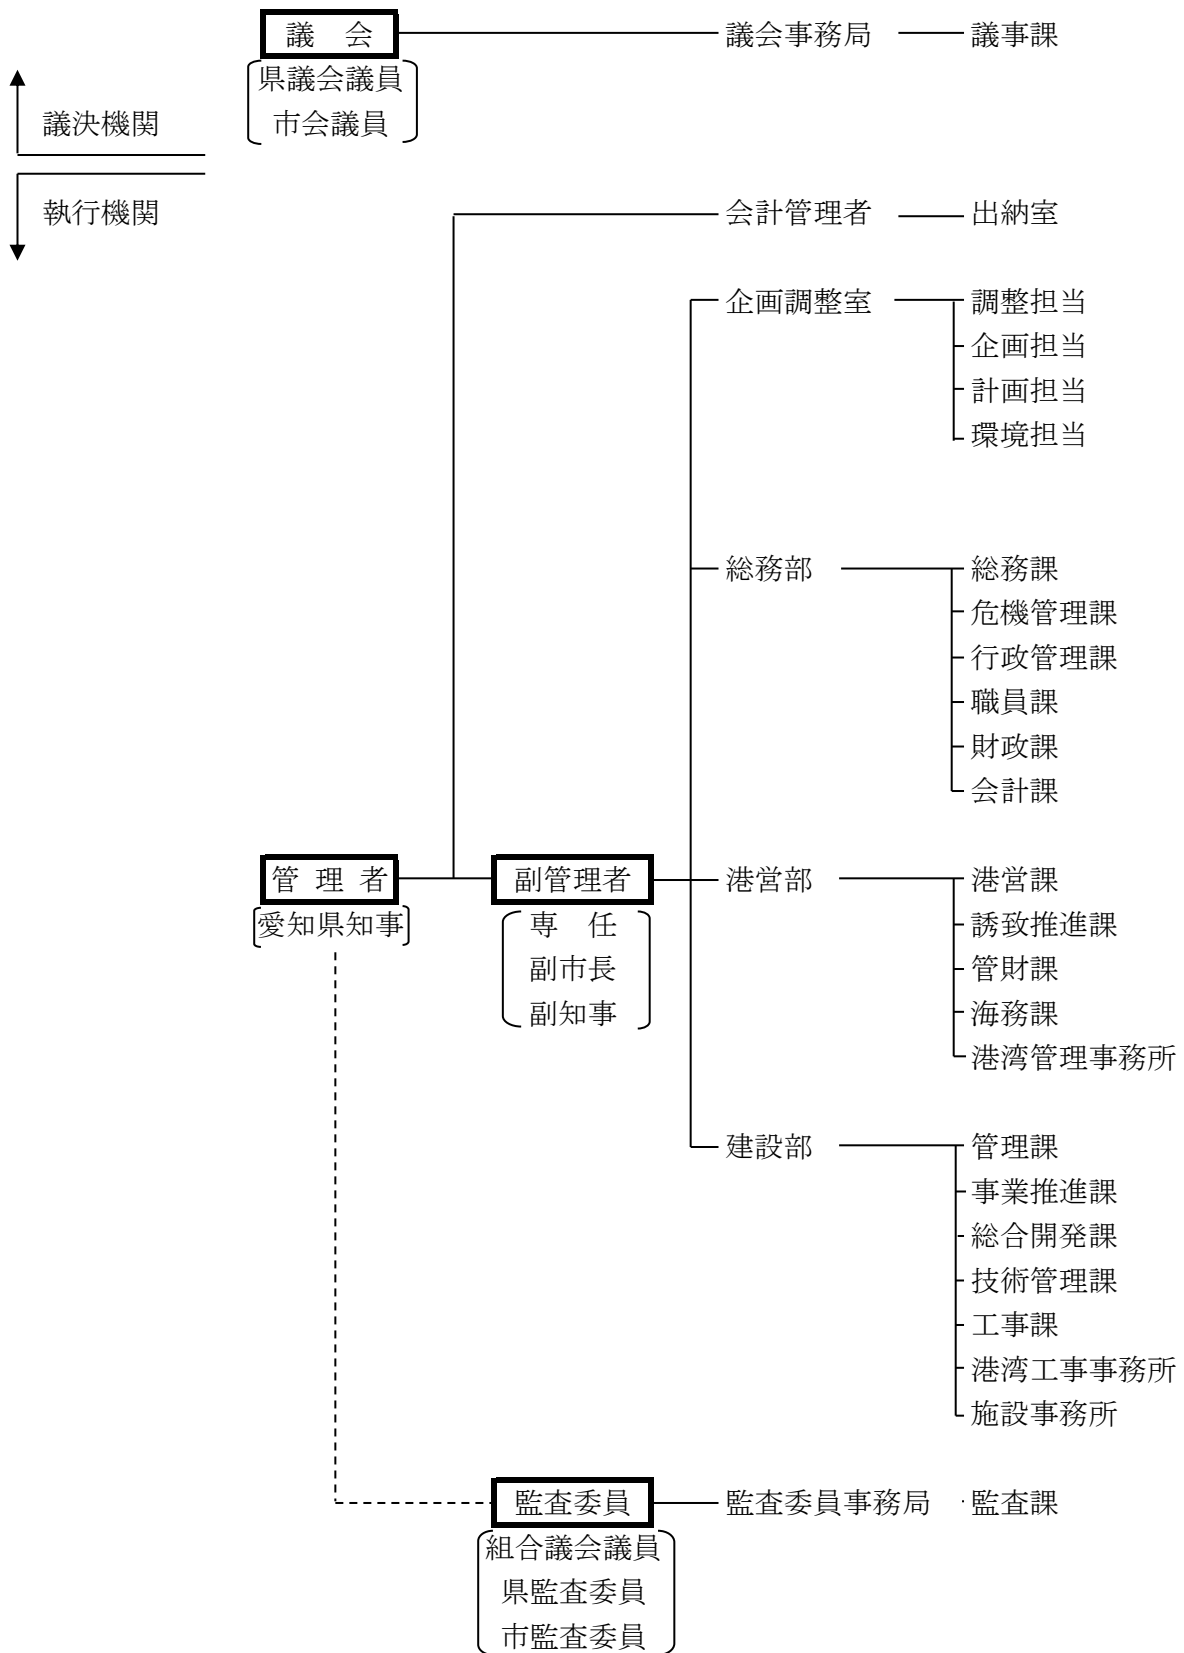 議　会　議会事務局　議事課
県議会議員
市会議員
議決機関
執行機関
会計管理者　出納室
企画調整室　調整担当
企画担当
計画担当
環境担当
総務部　総務課
危機管理課
行政管理課
職員課
財政課
会計課
管 理 者　副管理者　港営部　港営課
愛知県知事　専　任　誘致推進課
副市長　管財課
副知事　海務課
港湾管理事務所
建設部　管理課
事業推進課
総合開発課
技術管理課
工事課
港湾工事事務所
施設事務所
監査委員　監査委員事務局　監査課
組合議会議員
県監査委員
市監査委員